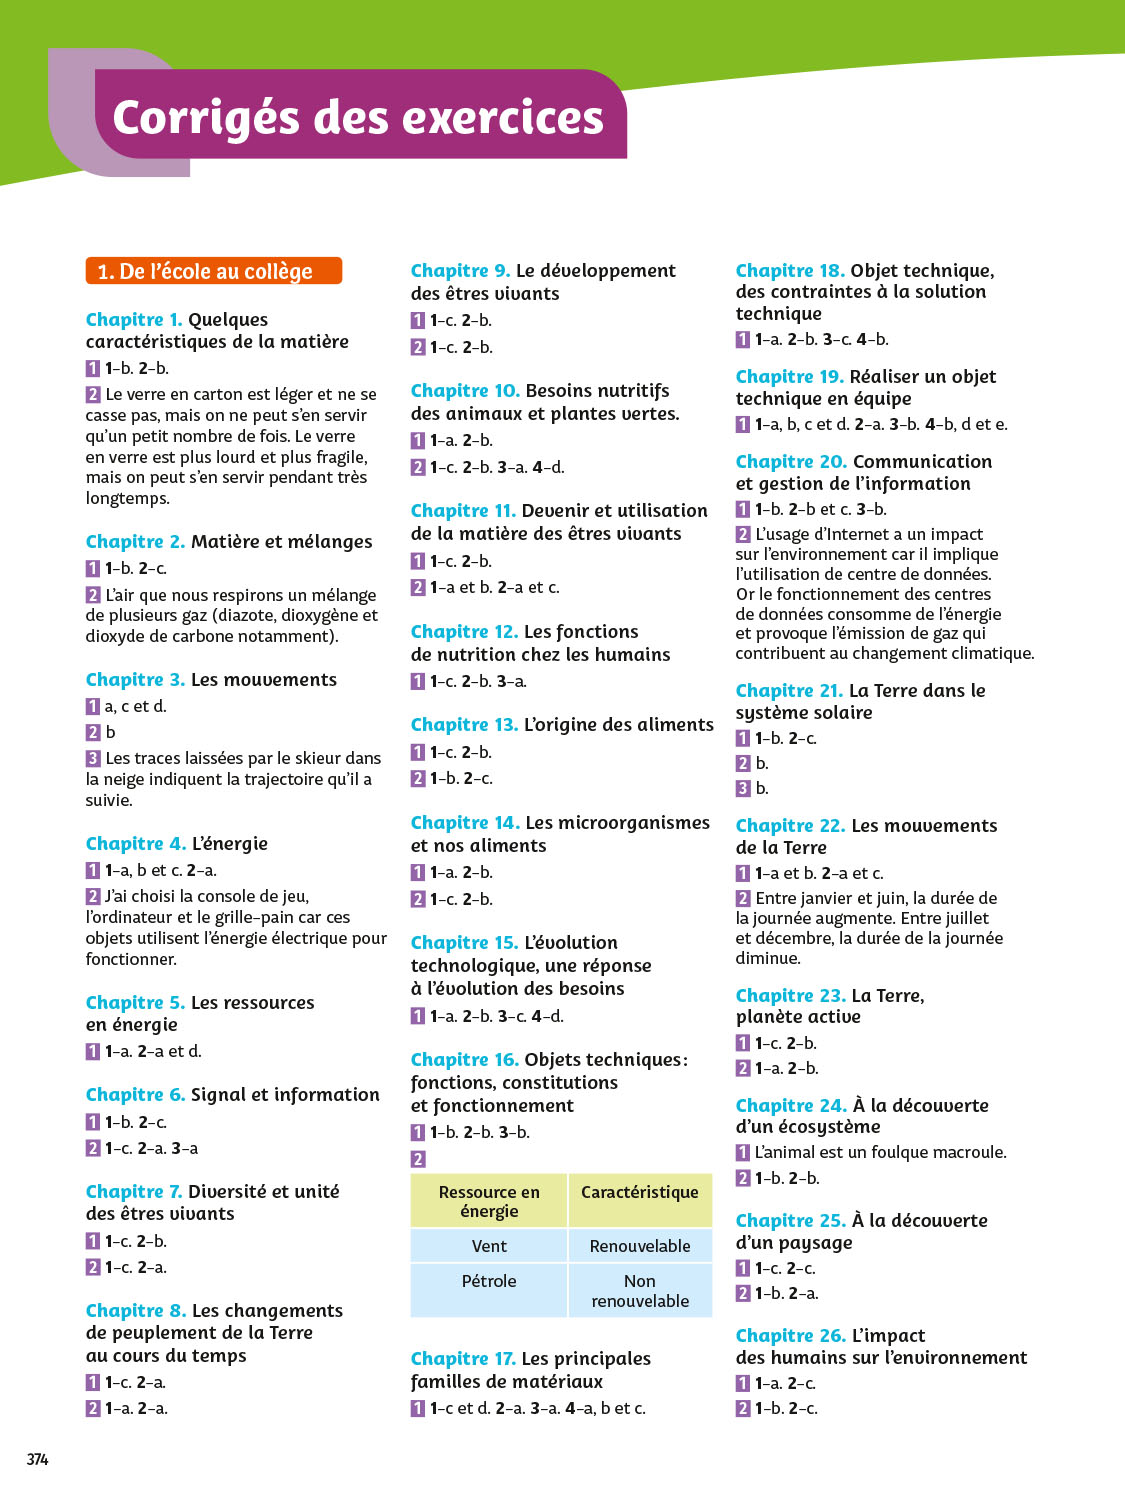 Corrigés des exercices
1. De l'école au collège
Chapitre 1. Quelques
caractéristiques de la matière
1 1–b. 2–b.
2 Le verre en carton est léger et ne se
casse pas, mais on ne peut s'en servir
qu'un petit nombre de fois. Le verre
en verre est plus lourd et plus fragile,
mais on peut s'en servir pendant très
longtemps.
Chapitre 2. Matière et mélanges
1 1–b. 2–c.
2 L'air que nous respirons un mélange
de plusieurs gaz (diazote, dioxygène et
dioxyde de carbone notamment).
Chapitre 3. Les mouvements
1 a, c et d.
2 b
3 Les traces laissées par le skieur dans
la neige indiquent la trajectoire qu'il a
suivie.
Chapitre 4. L'énergie
1 1–a, b et c. 2–a.
2 J'ai choisi la console de jeu,
l'ordinateur et le grille-pain car ces
objets utilisent l'énergie électrique pour
fonctionner.
Chapitre 5. Les ressources
en énergie
1 1–a. 2–a et d.
Chapitre 6. Signal et information
1 1–b. 2–c.
2 1–c. 2–a. 3–a
Chapitre 7. Diversité et unité
des êtres vivants
1 1–c. 2–b.
2 1–c. 2–a.
Chapitre 8. Les changements
de peuplement de la Terre
au cours du temps
1 1–c. 2–a.
2 1–a. 2–a.
Chapitre 9. Le développement
des êtres vivants
1 1–c. 2–b.
2 1–c. 2–b.
Chapitre 10. Besoins nutritifs
des animaux et plantes vertes.
1 1–a. 2–b.
2 1–c. 2–b. 3–a. 4–d.
Chapitre 11. Devenir et utilisation
de la matière des êtres vivants
1 1–c. 2–b.
2 1–a et b. 2–a et c.
Chapitre 12. Les fonctions
de nutrition chez les humains
1 1–c. 2–b. 3–a.
Chapitre 13. L'origine des aliments
1 1–c. 2–b.
2 1–b. 2–c.
Chapitre 14. Les microorganismes
et nos aliments
1 1–a. 2–b.
2 1–c. 2–b.
Chapitre 15. L'évolution
technologique, une réponse
à l'évolution des besoins
1 1–a. 2–b. 3–c. 4–d.
Chapitre 16. Objets techniques :
fonctions, constitutions
et fonctionnement
1 1–b. 2–b. 3–b.
2
Ressource en
énergie
Caractéristique
Vent
Renouvelable
Pétrole
Non
renouvelable
Chapitre 17. Les principales
familles de matériaux
1 1–c et d. 2–a. 3–a. 4–a, b et c.
Chapitre 18. Objet technique,
des contraintes à la solution
technique
1 1–a. 2–b. 3–c. 4–b.
Chapitre 19. Réaliser un objet
technique en équipe
1 1–a, b, c et d. 2–a. 3–b. 4–b, d et e.
Chapitre 20. Communication
et gestion de l'information
1 1–b. 2–b et c. 3–b.
2 L'usage d'Internet a un impact
sur l'environnement car il implique
l'utilisation de centre de données.
Or le fonctionnement des centres
de données consomme de l'énergie
et provoque l'émission de gaz qui
contribuent au changement climatique.
Chapitre 21. La Terre dans le
système solaire
1 1–b. 2–c.
2 b.
3 b.
Chapitre 22. Les mouvements
de la Terre
1 1–a et b. 2–a et c.
2 Entre janvier et juin, la durée de
la journée augmente. Entre juillet
et décembre, la durée de la journée
diminue.
Chapitre 23. La Terre,
planète active
1 1–c. 2–b.
2 1–a. 2–b.
Chapitre 24. À la découverte
d'un écosystème
1 L'animal est un foulque macroule.
2 1–b. 2–b.
Chapitre 25. À la découverte
d'un paysage
1 1–c. 2–c.
2 1–b. 2–a.
Chapitre 26. L'impact
des humains sur l'environnement
1 1–a. 2–c.
2 1–b. 2–c.
374